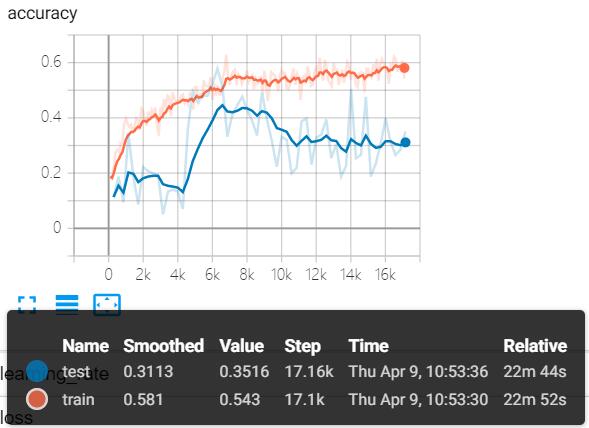 accuracy
0.6
0.4
0.2
0
0 2k 4k 6k 8k 10k 12k 14k 16k
Name Smoothed Value Step Time Relative
test 0.3113 0.3516 17.16k Thu Apr 9, 10:53:36 22m 44s
train 0.581 0.543 17.1k Thu Apr 9, 10:53:30 22m 52s
learning_rate
loss